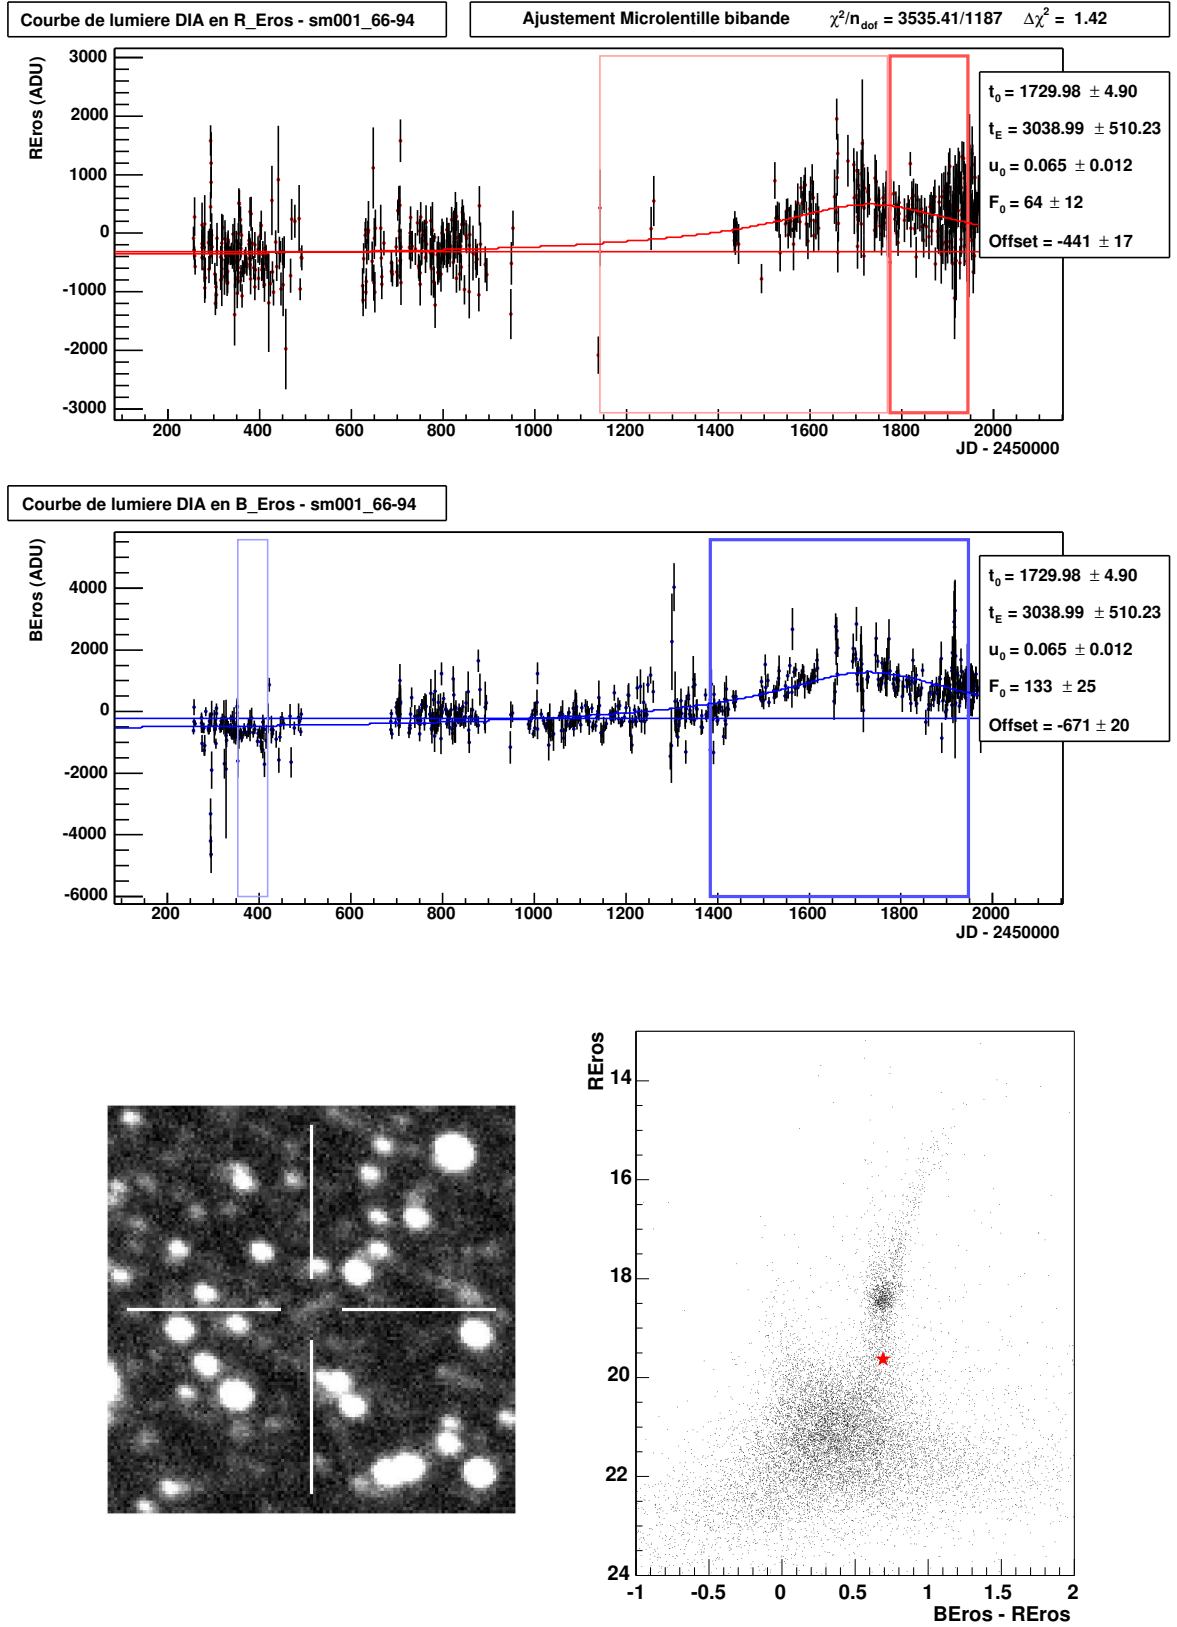 Courbe de lumiere DIA en R_Eros - sm001_66-94
Ajustement Microlentille bibande χ²/n_dof = 3535.41/1187 Δχ² = 1.42
REros (ADU)
3000
2000
1000
0
-1000
-2000
-3000
200 400 600 800 1000 1200 1400 1600 1800 2000
JD - 2450000
t_0 = 1729.98 ± 4.90
t_E = 3038.99 ± 510.23
u_0 = 0.065 ± 0.012
F_0 = 64 ± 12
Offset = -441 ± 17
Courbe de lumiere DIA en B_Eros - sm001_66-94
BEros (ADU)
4000
2000
0
-2000
-4000
-6000
200 400 600 800 1000 1200 1400 1600 1800 2000
JD - 2450000
t_0 = 1729.98 ± 4.90
t_E = 3038.99 ± 510.23
u_0 = 0.065 ± 0.012
F_0 = 133 ± 25
Offset = -671 ± 20
REros
14
16
18
20
22
24
-1 -0.5 0 0.5 1 1.5 2
BEros - REros